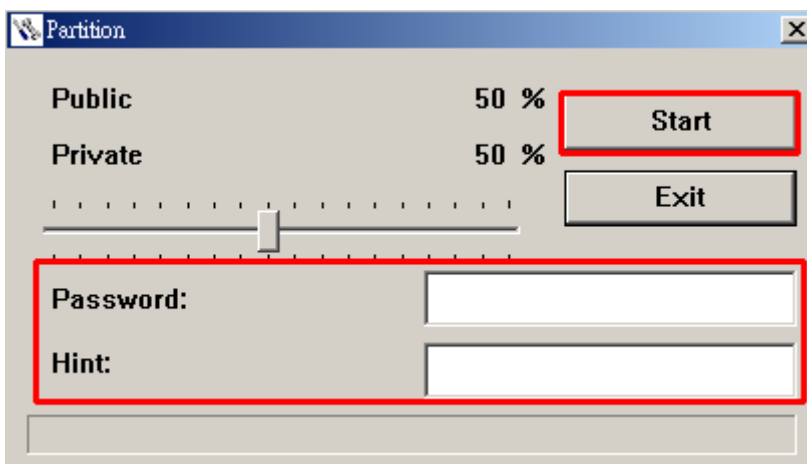 Partition
Public 50 %
Start
Private 50 %
Exit
Password:
Hint: